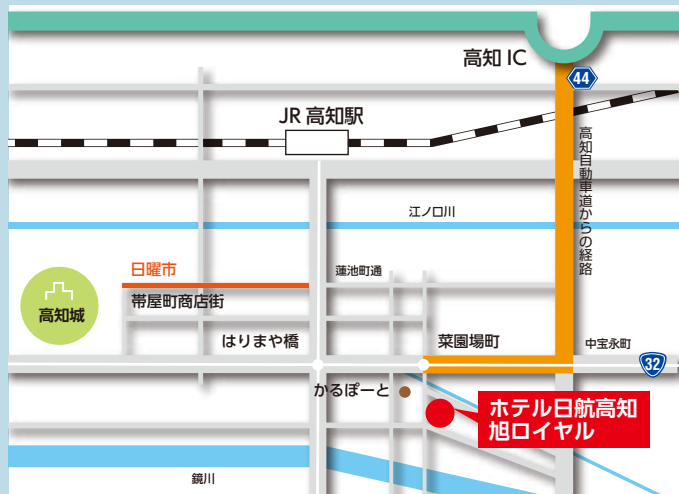 高知 IC
44
JR 高知駅
高知自動車道からの経路
江ノ口川
日曜市
蓮池町通
帯屋町商店街
高知城
はりまや橋
菜園場町
中宝永町
32
かるぽーと
ホテル日航高知
旭ロイヤル
鏡川